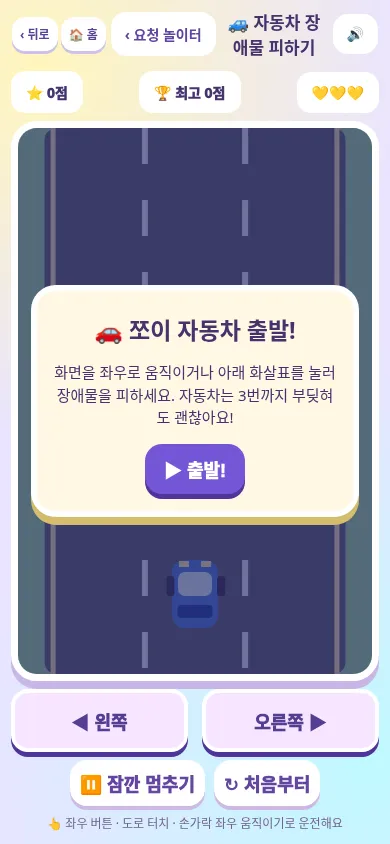 ‹ 뒤로
🏠 홈
‹ 요청 놀이터
🚙 자동차 장
애물 피하기
🔊
⭐ 0점
🏆 최고 0점
💛💛💛
🚗 쪼이 자동차 출발!
화면을 좌우로 움직이거나 아래 화살표를 눌러
장애물을 피하세요. 자동차는 3번까지 부딪혀
도 괜찮아요!
▶ 출발!
◀ 왼쪽
오른쪽 ▶
⏸ 잠깐 멈추기
↻ 처음부터
👆 좌우 버튼 · 도로 터치 · 손가락 좌우 움직이기로 운전해요